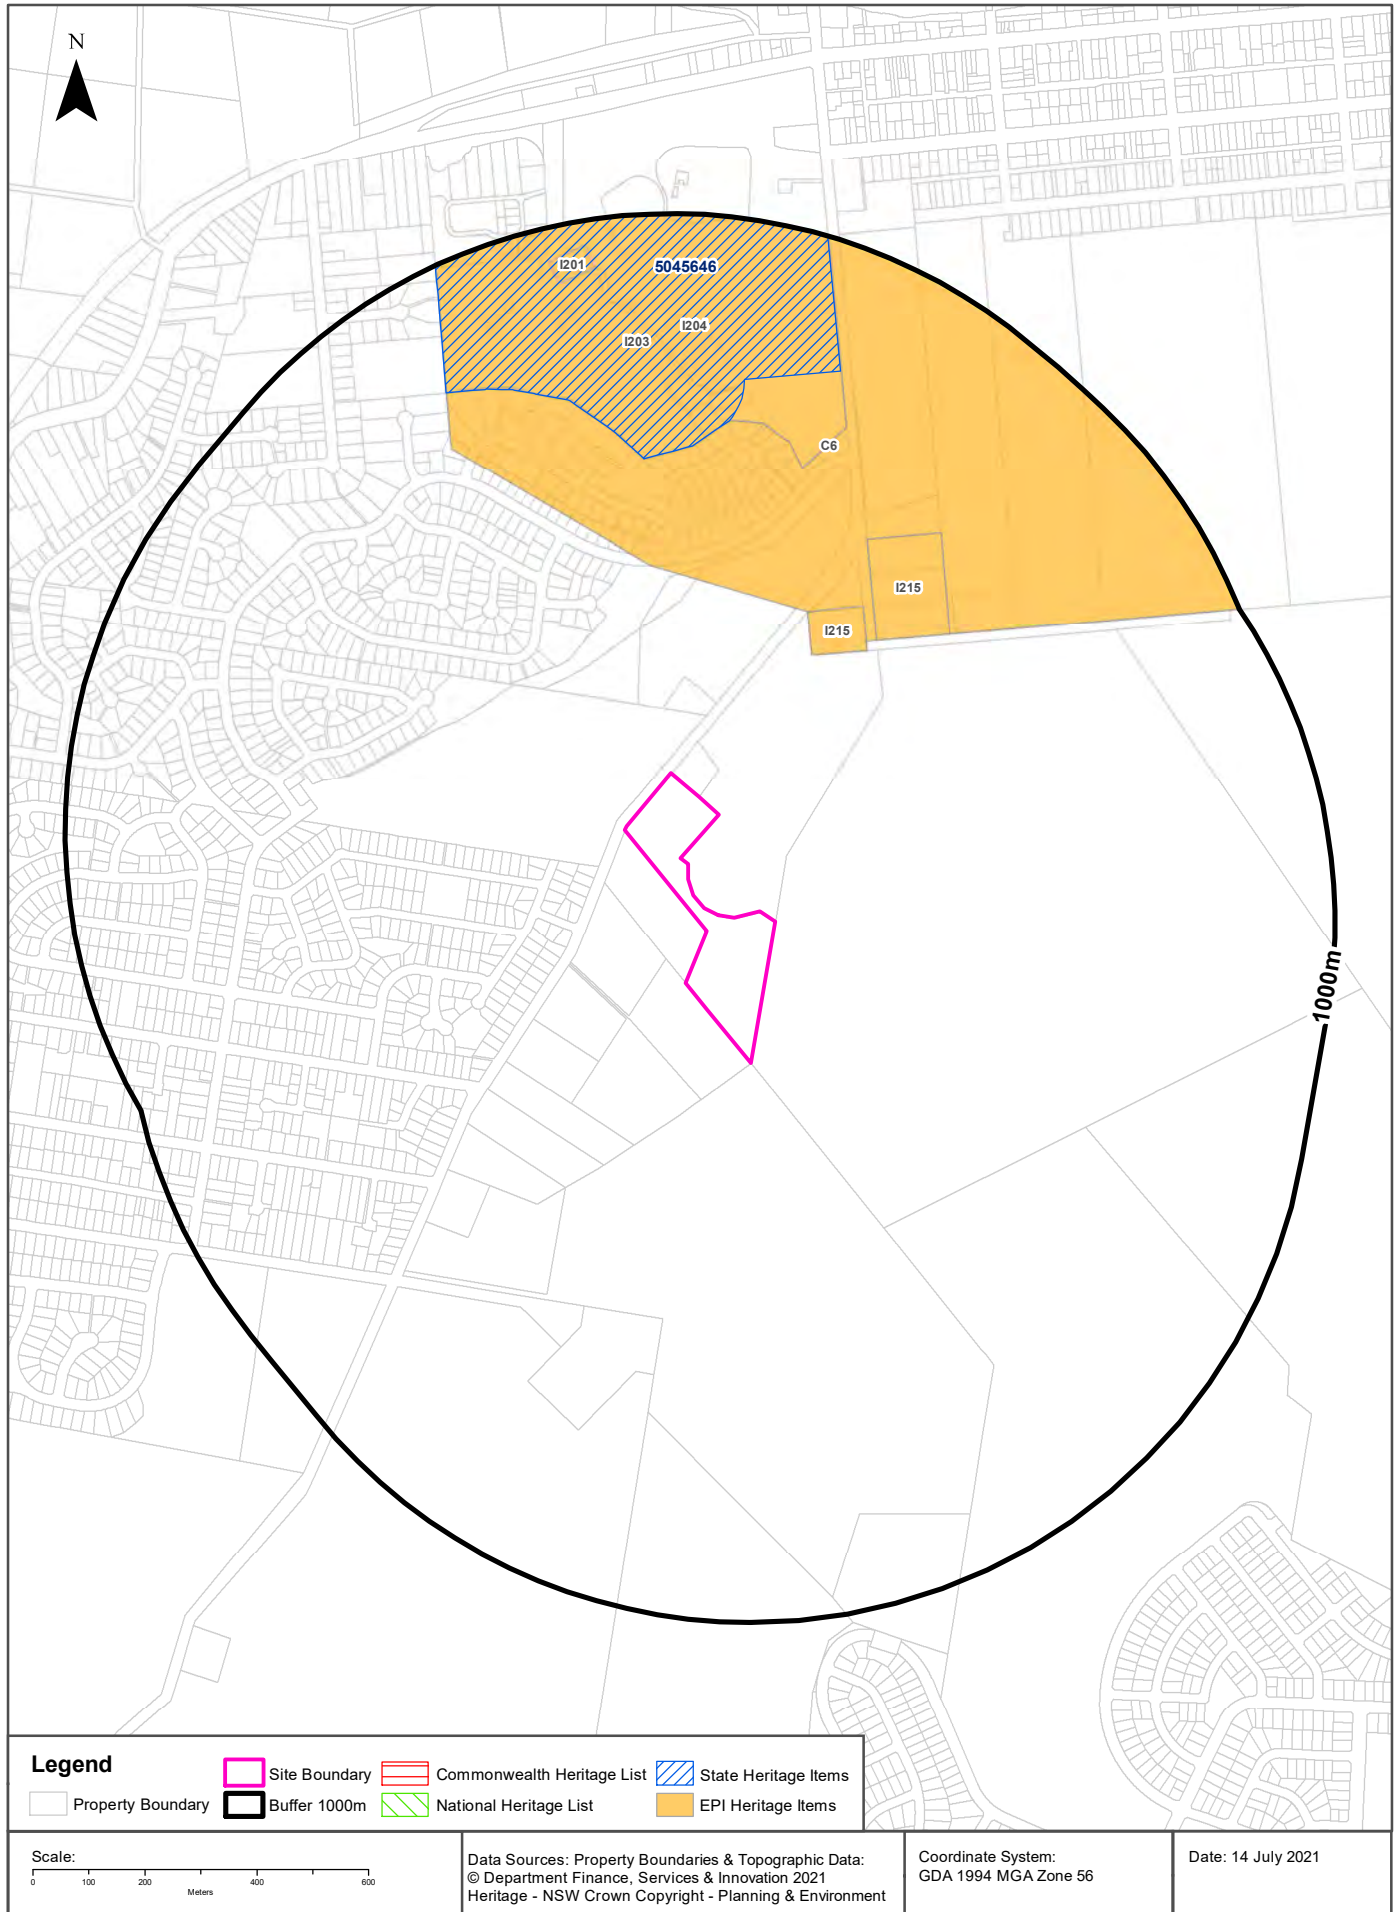 N
I201
5045646
I204
I203
C6
I215
I215
1000m
Legend
Site Boundary
Commonwealth Heritage List
State Heritage Items
Property Boundary
Buffer 1000m
National Heritage List
EPI Heritage Items
Scale:
0 100 200 400 600
Meters
Data Sources: Property Boundaries & Topographic Data:
© Department Finance, Services & Innovation 2021
Heritage - NSW Crown Copyright - Planning & Environment
Coordinate System:
GDA 1994 MGA Zone 56
Date: 14 July 2021